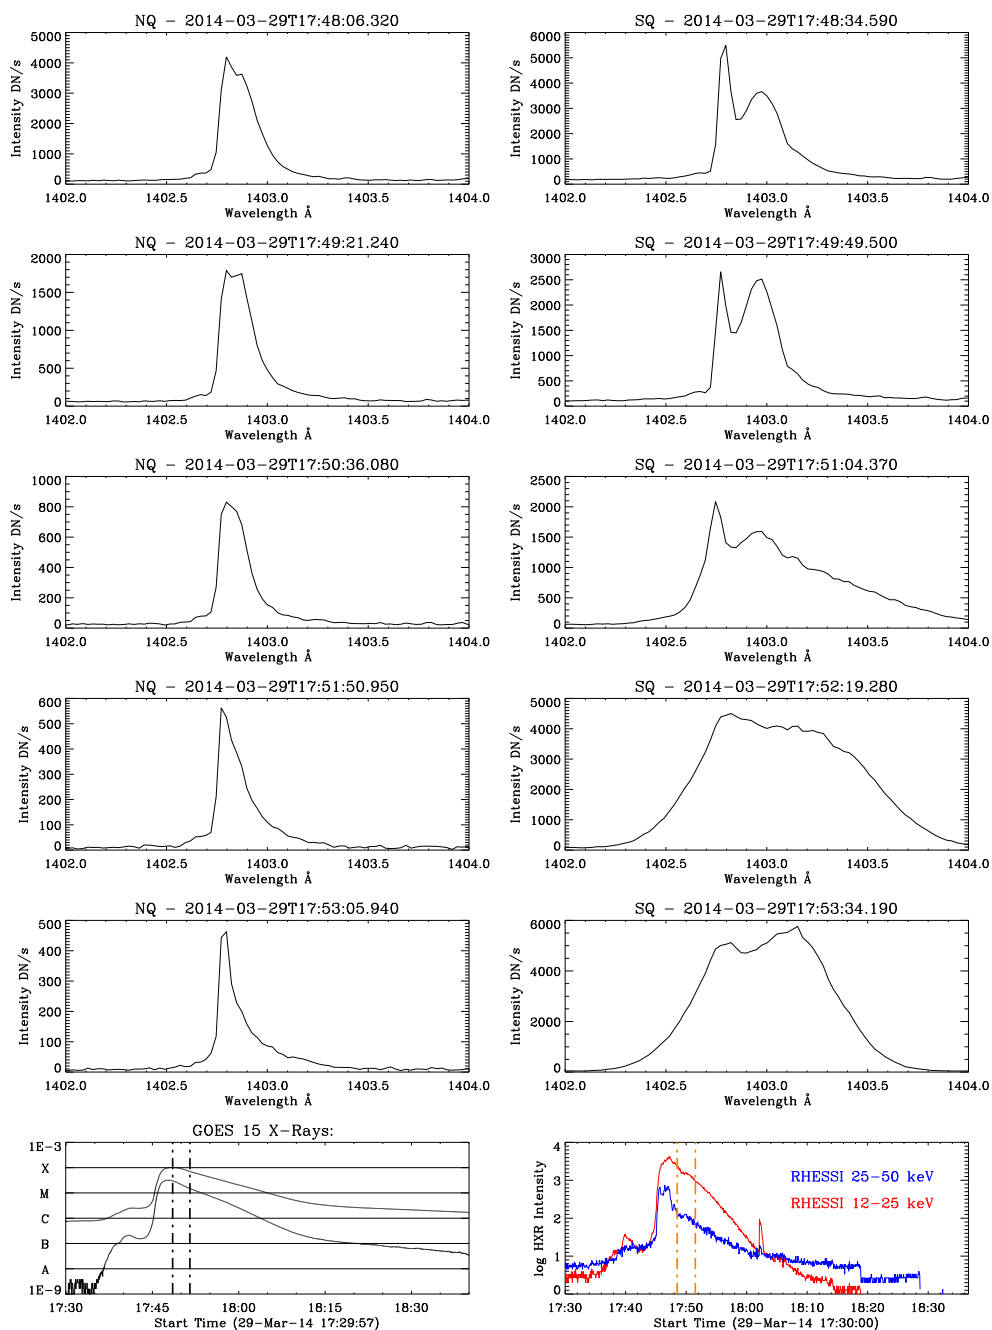 NQ - 2014-03-29T17:48:06.320
SQ - 2014-03-29T17:48:34.590
5000
4000
3000
2000
1000
0
Intensity DN/s
1402.0 1402.5 1403.0 1403.5 1404.0
Wavelength Å
6000
5000
4000
3000
2000
1000
0
Intensity DN/s
1402.0 1402.5 1403.0 1403.5 1404.0
Wavelength Å
NQ - 2014-03-29T17:49:21.240
SQ - 2014-03-29T17:49:49.500
2000
1500
1000
500
0
Intensity DN/s
1402.0 1402.5 1403.0 1403.5 1404.0
Wavelength Å
3000
2500
2000
1500
1000
500
0
Intensity DN/s
1402.0 1402.5 1403.0 1403.5 1404.0
Wavelength Å
NQ - 2014-03-29T17:50:36.080
SQ - 2014-03-29T17:51:04.370
1000
800
600
400
200
0
Intensity DN/s
1402.0 1402.5 1403.0 1403.5 1404.0
Wavelength Å
2500
2000
1500
1000
500
0
Intensity DN/s
1402.0 1402.5 1403.0 1403.5 1404.0
Wavelength Å
NQ - 2014-03-29T17:51:50.950
SQ - 2014-03-29T17:52:19.280
600
500
400
300
200
100
0
Intensity DN/s
1402.0 1402.5 1403.0 1403.5 1404.0
Wavelength Å
5000
4000
3000
2000
1000
0
Intensity DN/s
1402.0 1402.5 1403.0 1403.5 1404.0
Wavelength Å
NQ - 2014-03-29T17:53:05.940
SQ - 2014-03-29T17:53:34.190
500
400
300
200
100
0
Intensity DN/s
1402.0 1402.5 1403.0 1403.5 1404.0
Wavelength Å
6000
4000
2000
0
Intensity DN/s
1402.0 1402.5 1403.0 1403.5 1404.0
Wavelength Å
GOES 15 X-Rays:
1E-3
X
M
C
B
A
1E-9
17:30 17:45 18:00 18:15 18:30
Start Time (29-Mar-14 17:29:57)
4
3
2
1
0
log HXR Intensity
RHESSI 25-50 keV
RHESSI 12-25 keV
17:30 17:40 17:50 18:00 18:10 18:20 18:30
Start Time (29-Mar-14 17:30:00)